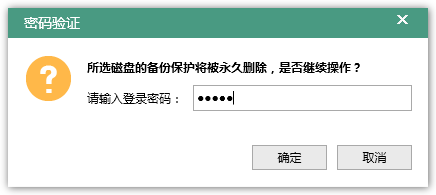 密码验证
所选磁盘的备份保护将被永久删除，是否继续操作？
请输入登录密码： ●●●●●
确定 取消